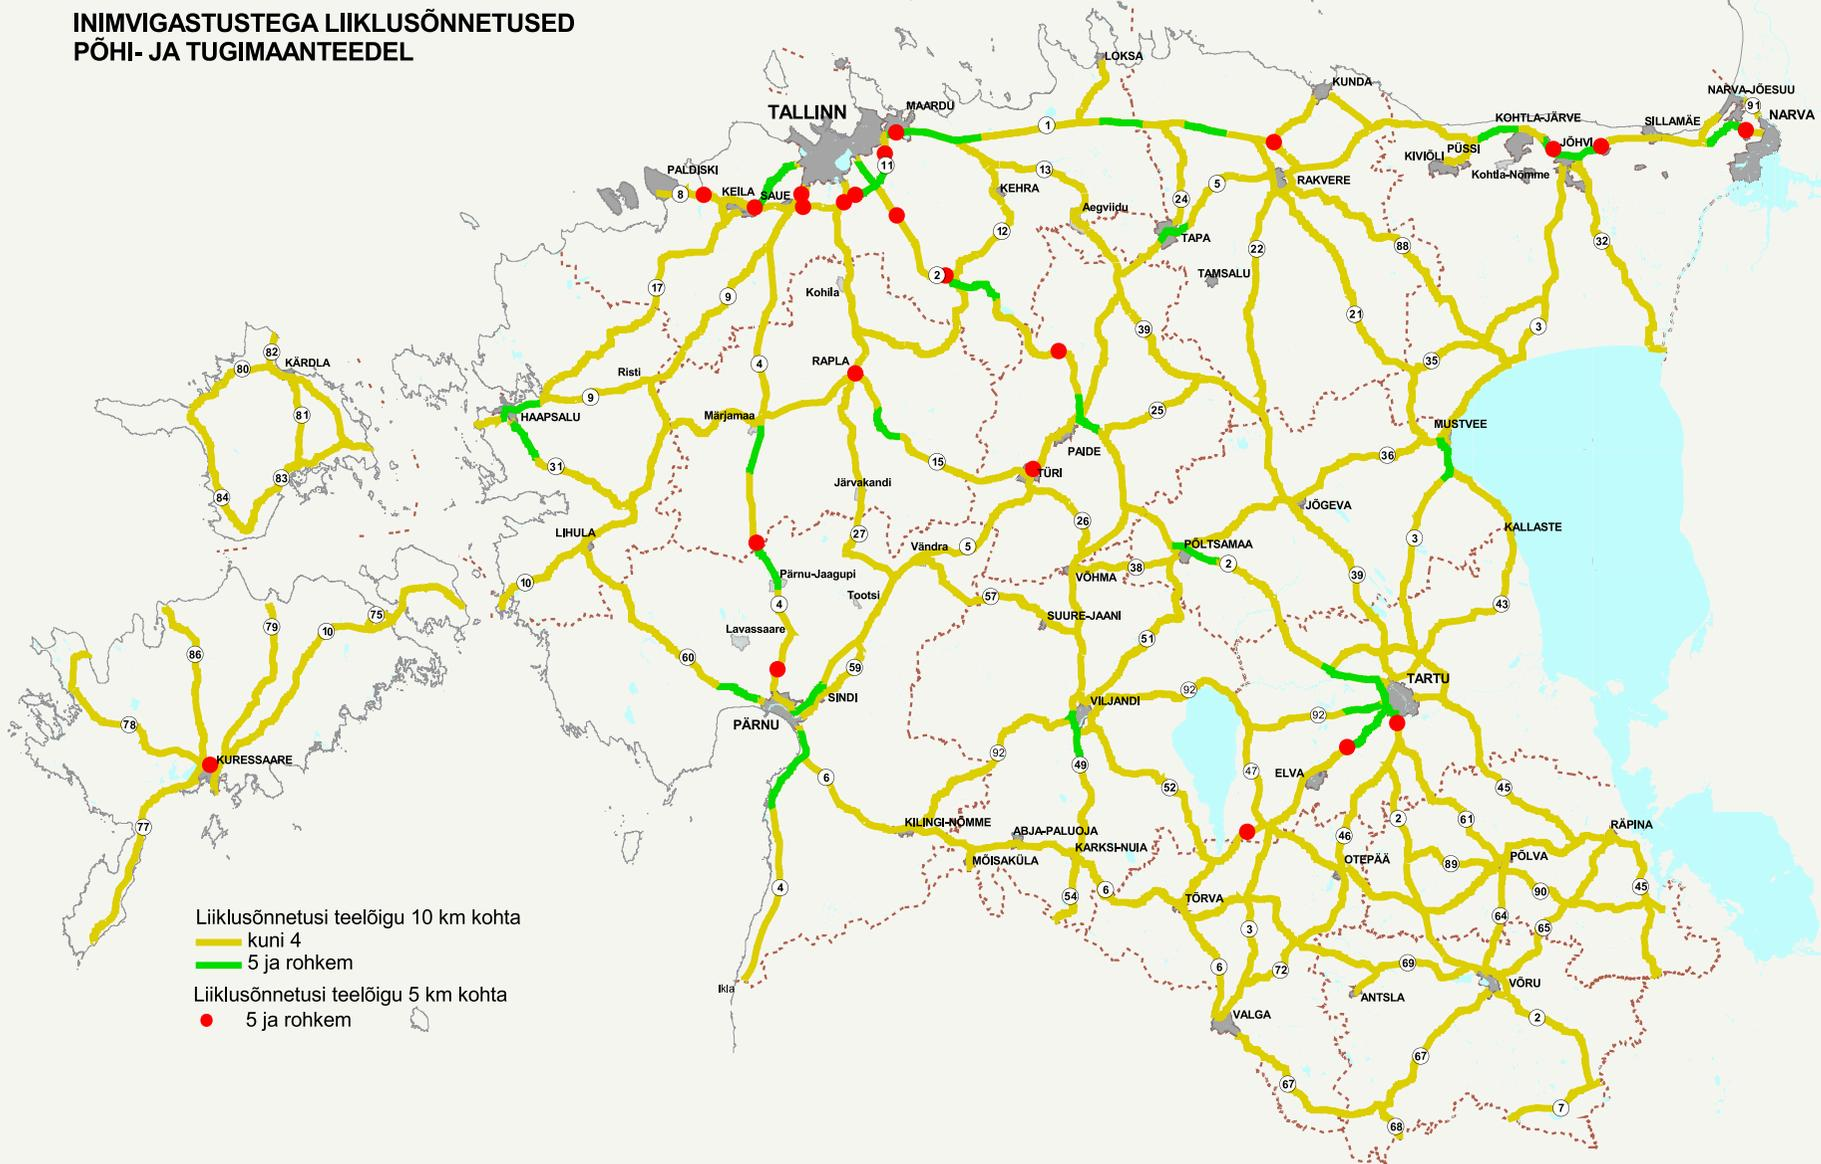 INIMVIGASTUSTEGA LIIKLUSÕNNETUSED
PÕHI- JA TUGIMAANTEEDEL
LOKSA
KUNDA
NARVA-JÕESUU
91
NARVA
TALLINN
MAARDU
1
KOHTLA-JÄRVE
SILLAMÄE
KIVIÕLI
PÜSSI
JÕHVI
Kohtla-Nõmme
PALDISKI
8
KEILA
SAUE
11
KEHRA
13
Aegviidu
24
5
RAKVERE
12
TAPA
22
88
32
TAMSALU
17
9
Kohila
2
39
21
3
82
KÄRDLA
80
81
83
84
Risti
4
RAPLA
35
9
HAAPSALU
Märjamaa
25
MUSTVEE
31
15
PAIDE
TÜRI
36
Järvakandi
JÕGEVA
26
KALLASTE
LIHULA
27
Vändra
5
PÕLTSAMAA
3
10
Pärnu-Jaagupi
VÕHMA
38
2
39
Tootsi
57
4
SUURE-JAANI
43
75
79
10
86
Lavassaare
51
60
59
SINDI
92
TARTU
78
PÄRNU
VILJANDI
92
KURESSAARE
92
49
47
ELVA
6
52
45
77
KILINGI-NÕMME
ABJA-PALUOJA
46
2
61
RÄPINA
MÕISAKÜLA
KARKSI-NUIA
OTEPÄÄ
89
PÕLVA
4
54
6
TÕRVA
90
45
64
65
3
Liiklusõnnetusi teelõigu 10 km kohta
kuni 4
5 ja rohkem
6
72
69
VÕRU
Ikla
ANTSLA
Liiklusõnnetusi teelõigu 5 km kohta
5 ja rohkem
VALGA
2
67
67
7
68